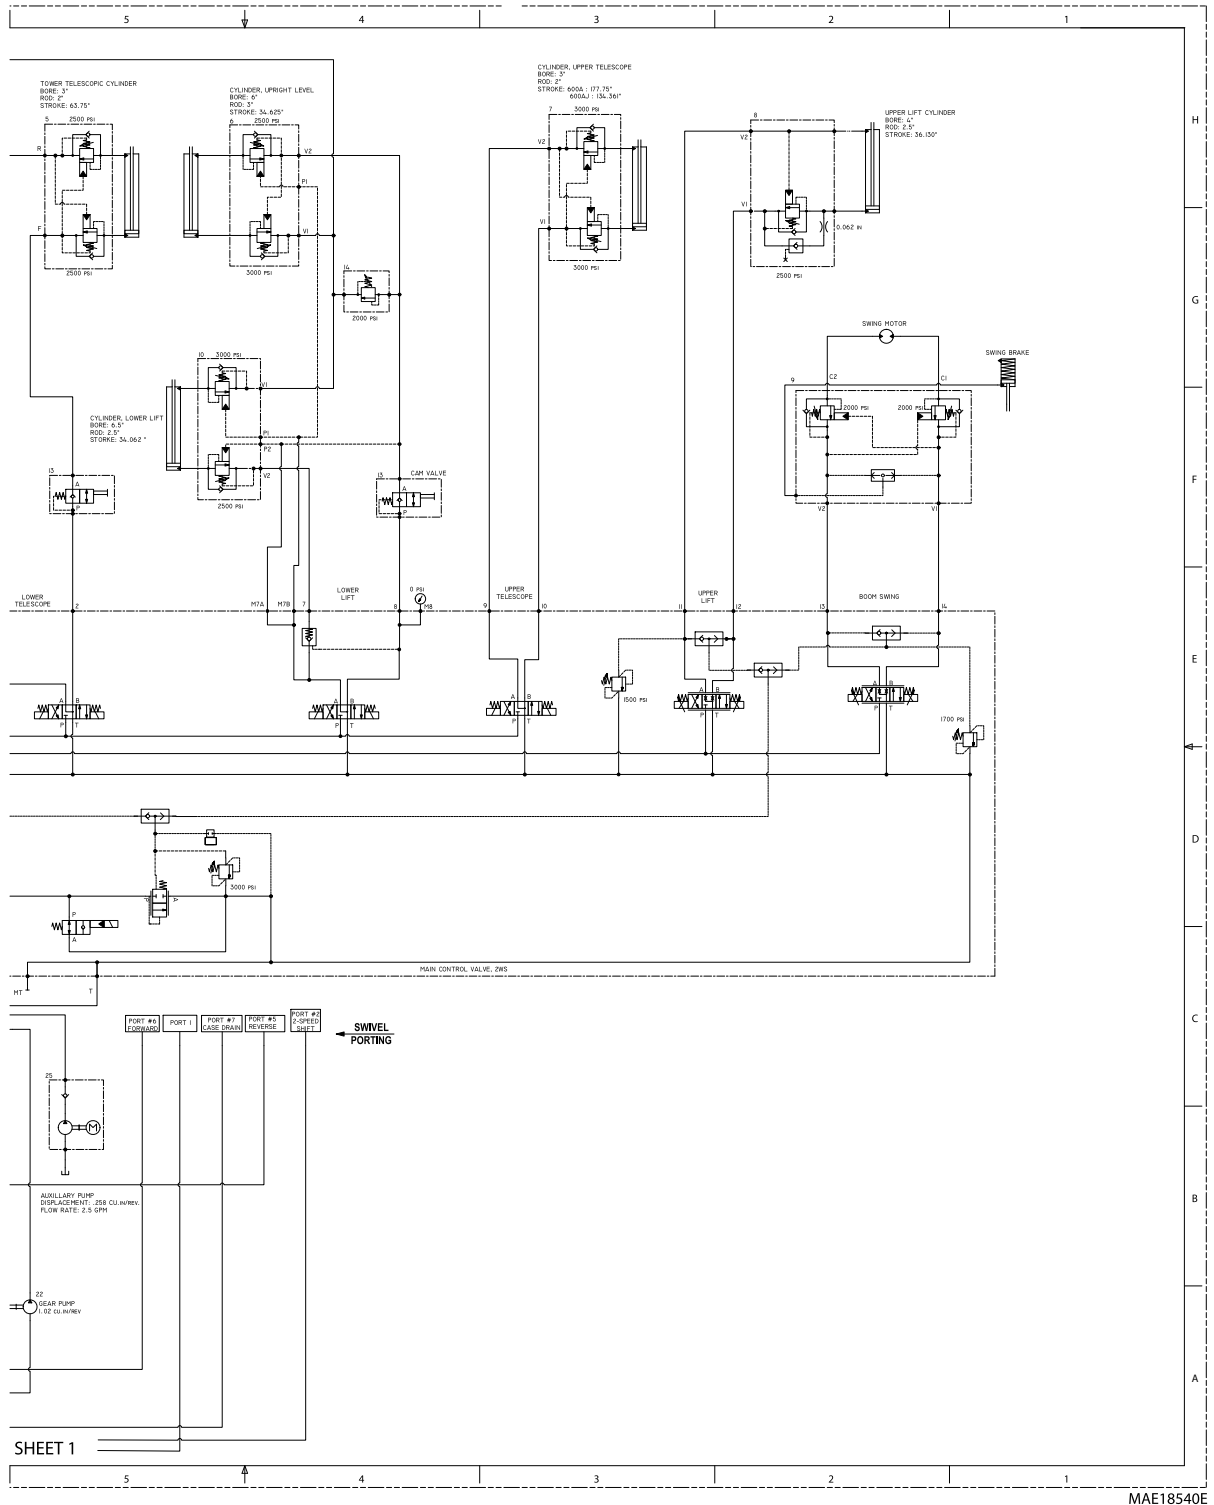 5 4 3 2 1
TOWER TELESCOPIC CYLINDER
BORE: 3"
ROD: 2"
STROKE: 63.75"
5 2500 PSI
R
F
2500 PSI
CYLINDER, UPRIGHT LEVEL
BORE: 6"
ROD: 3"
STROKE: 34.625"
6 2500 PSI
V2
P1
V1
3000 PSI
14
2000 PSI
CYLINDER, UPPER TELESCOPE
BORE: 3"
ROD: 2"
STROKE: 600A : 177.75"
600AJ : 134.361"
7 3000 PSI
V2
V1
3000 PSI
8
V2
V1
0.062 IN
2500 PSI
UPPER LIFT CYLINDER
BORE: 4"
ROD: 2.5"
STROKE: 36.130"
H
G
SWING MOTOR
SWING BRAKE
9 C2 C1
2000 PSI 2000 PSI
V2 V1
10 3000 PSI
V1
P1
P2
V2
2500 PSI
CYLINDER, LOWER LIFT
BORE: 6.5"
ROD: 2.5"
STORKE: 34.062 "
13
A
P
13 CAM VALVE
A
P
F
LOWER
TELESCOPE 2
M7A M7B 7
LOWER
LIFT
8
0 PSI
M8
9
UPPER
TELESCOPE
10
11
UPPER
LIFT
12
13
BOOM SWING
14
E
A B
P T
A B
P T
A B
P T
1500 PSI
A B
P T
A B
P T
1700 PSI
3000 PSI
P A
P
A
D
MAIN CONTROL VALVE, 2WS
MT
T
PORT #6
FORWARD
PORT 1
PORT #7
CASE DRAIN
PORT #5
REVERSE
PORT #2
2-SPEED
SHIFT
SWIVEL
PORTING
C
25
M
AUXILLARY PUMP
DISPLACEMENT: .258 CU.IN/REV.
FLOW RATE: 2.5 GPM
B
22
GEAR PUMP
1.02 CU.IN/REV
A
SHEET 1
5 4 3 2 1
MAE18540E